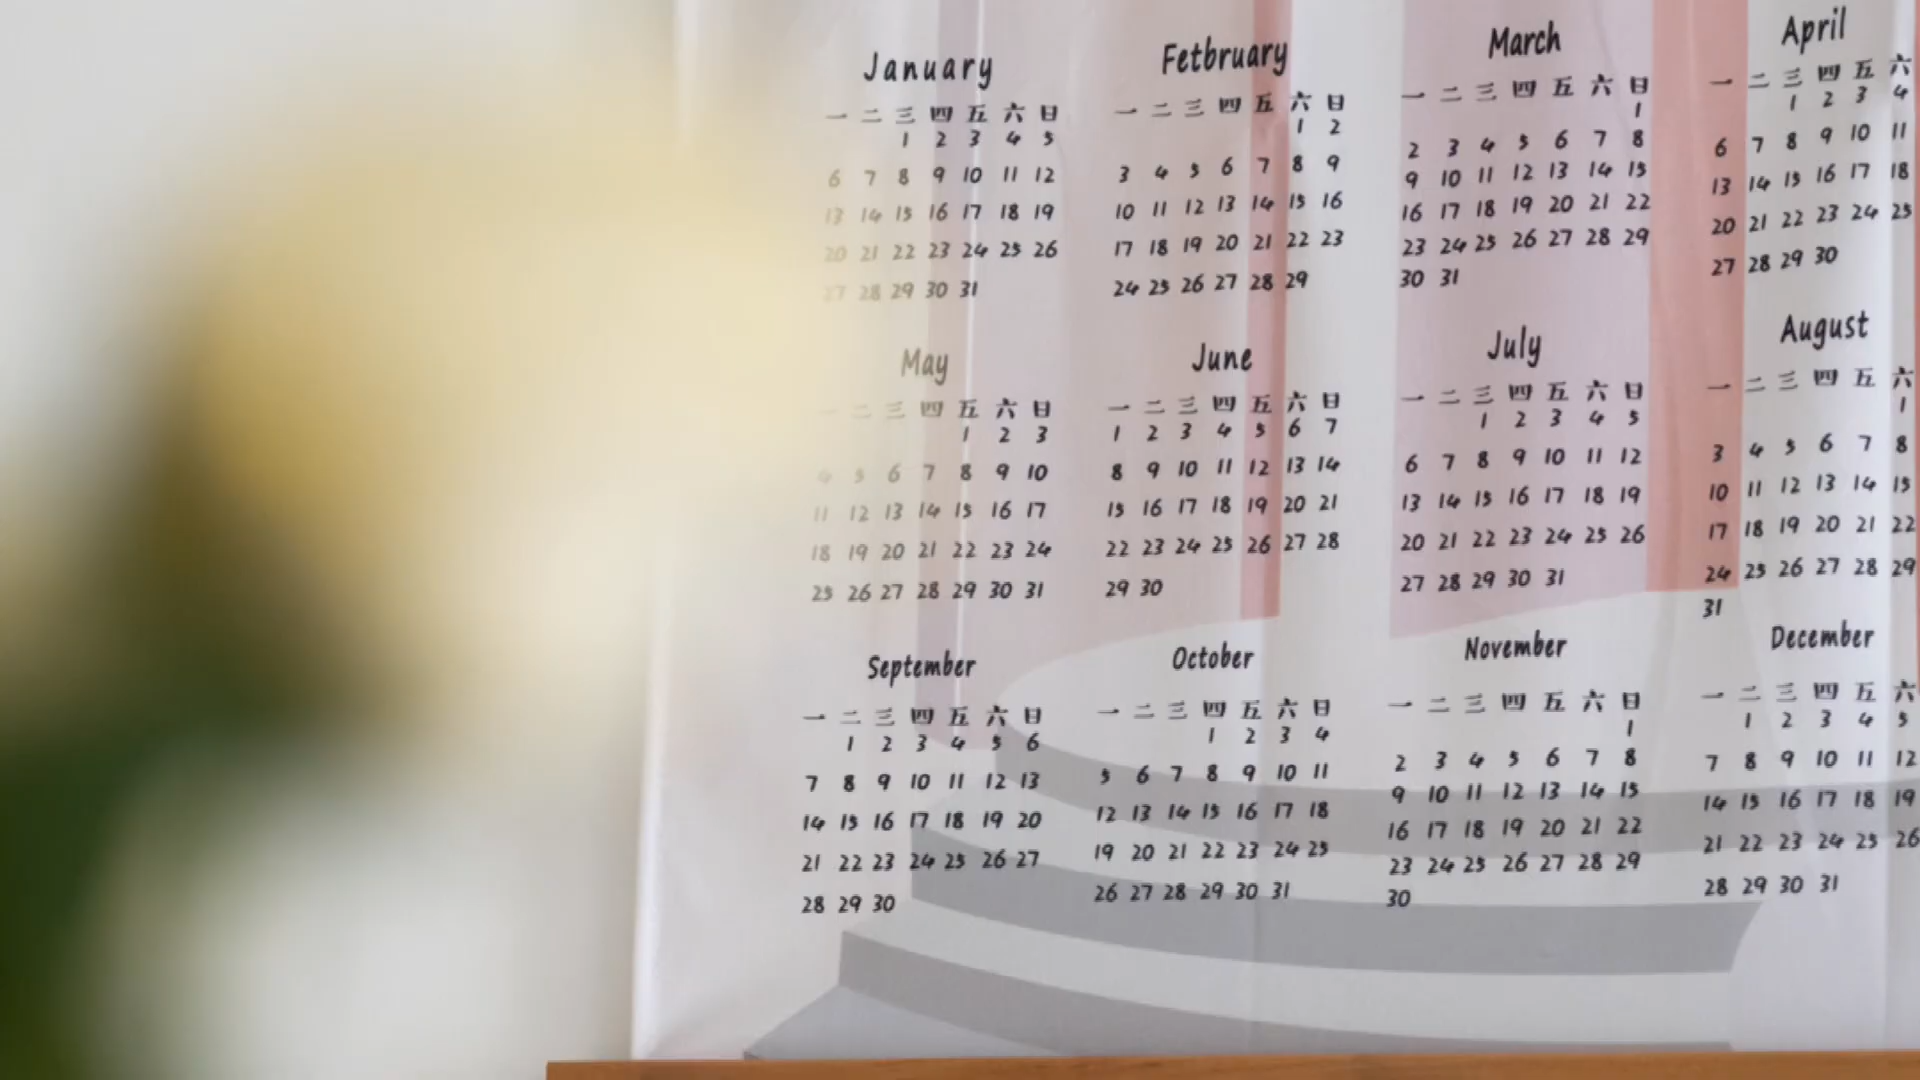 January
一 二 三 四 五 六 日
1 2 3 4 5
6 7 8 9 10 11 12
13 14 15 16 17 18 19
20 21 22 23 24 25 26
27 28 29 30 31
Fetbruary
一 二 三 四 五 六 日
1 2
3 4 5 6 7 8 9
10 11 12 13 14 15 16
17 18 19 20 21 22 23
24 25 26 27 28 29
March
一 二 三 四 五 六 日
1
2 3 4 5 6 7 8
9 10 11 12 13 14 15
16 17 18 19 20 21 22
23 24 25 26 27 28 29
30 31
April
一 二 三 四 五 六
1 2 3 4
6 7 8 9 10 11
13 14 15 16 17 18
20 21 22 23 24 25
27 28 29 30
May
一 二 三 四 五 六 日
1 2 3
4 5 6 7 8 9 10
11 12 13 14 15 16 17
18 19 20 21 22 23 24
25 26 27 28 29 30 31
June
一 二 三 四 五 六 日
1 2 3 4 5 6 7
8 9 10 11 12 13 14
15 16 17 18 19 20 21
22 23 24 25 26 27 28
29 30
July
一 二 三 四 五 六 日
1 2 3 4 5
6 7 8 9 10 11 12
13 14 15 16 17 18 19
20 21 22 23 24 25 26
27 28 29 30 31
August
一 二 三 四 五 六
1
3 4 5 6 7 8
10 11 12 13 14 15
17 18 19 20 21 22
24 25 26 27 28 29
31
September
一 二 三 四 五 六 日
1 2 3 4 5 6
7 8 9 10 11 12 13
14 15 16 17 18 19 20
21 22 23 24 25 26 27
28 29 30
October
一 二 三 四 五 六 日
1 2 3 4
5 6 7 8 9 10 11
12 13 14 15 16 17 18
19 20 21 22 23 24 25
26 27 28 29 30 31
November
一 二 三 四 五 六 日
1
2 3 4 5 6 7 8
9 10 11 12 13 14 15
16 17 18 19 20 21 22
23 24 25 26 27 28 29
30
December
一 二 三 四 五 六
1 2 3 4 5
7 8 9 10 11 12
14 15 16 17 18 19
21 22 23 24 25 26
28 29 30 31